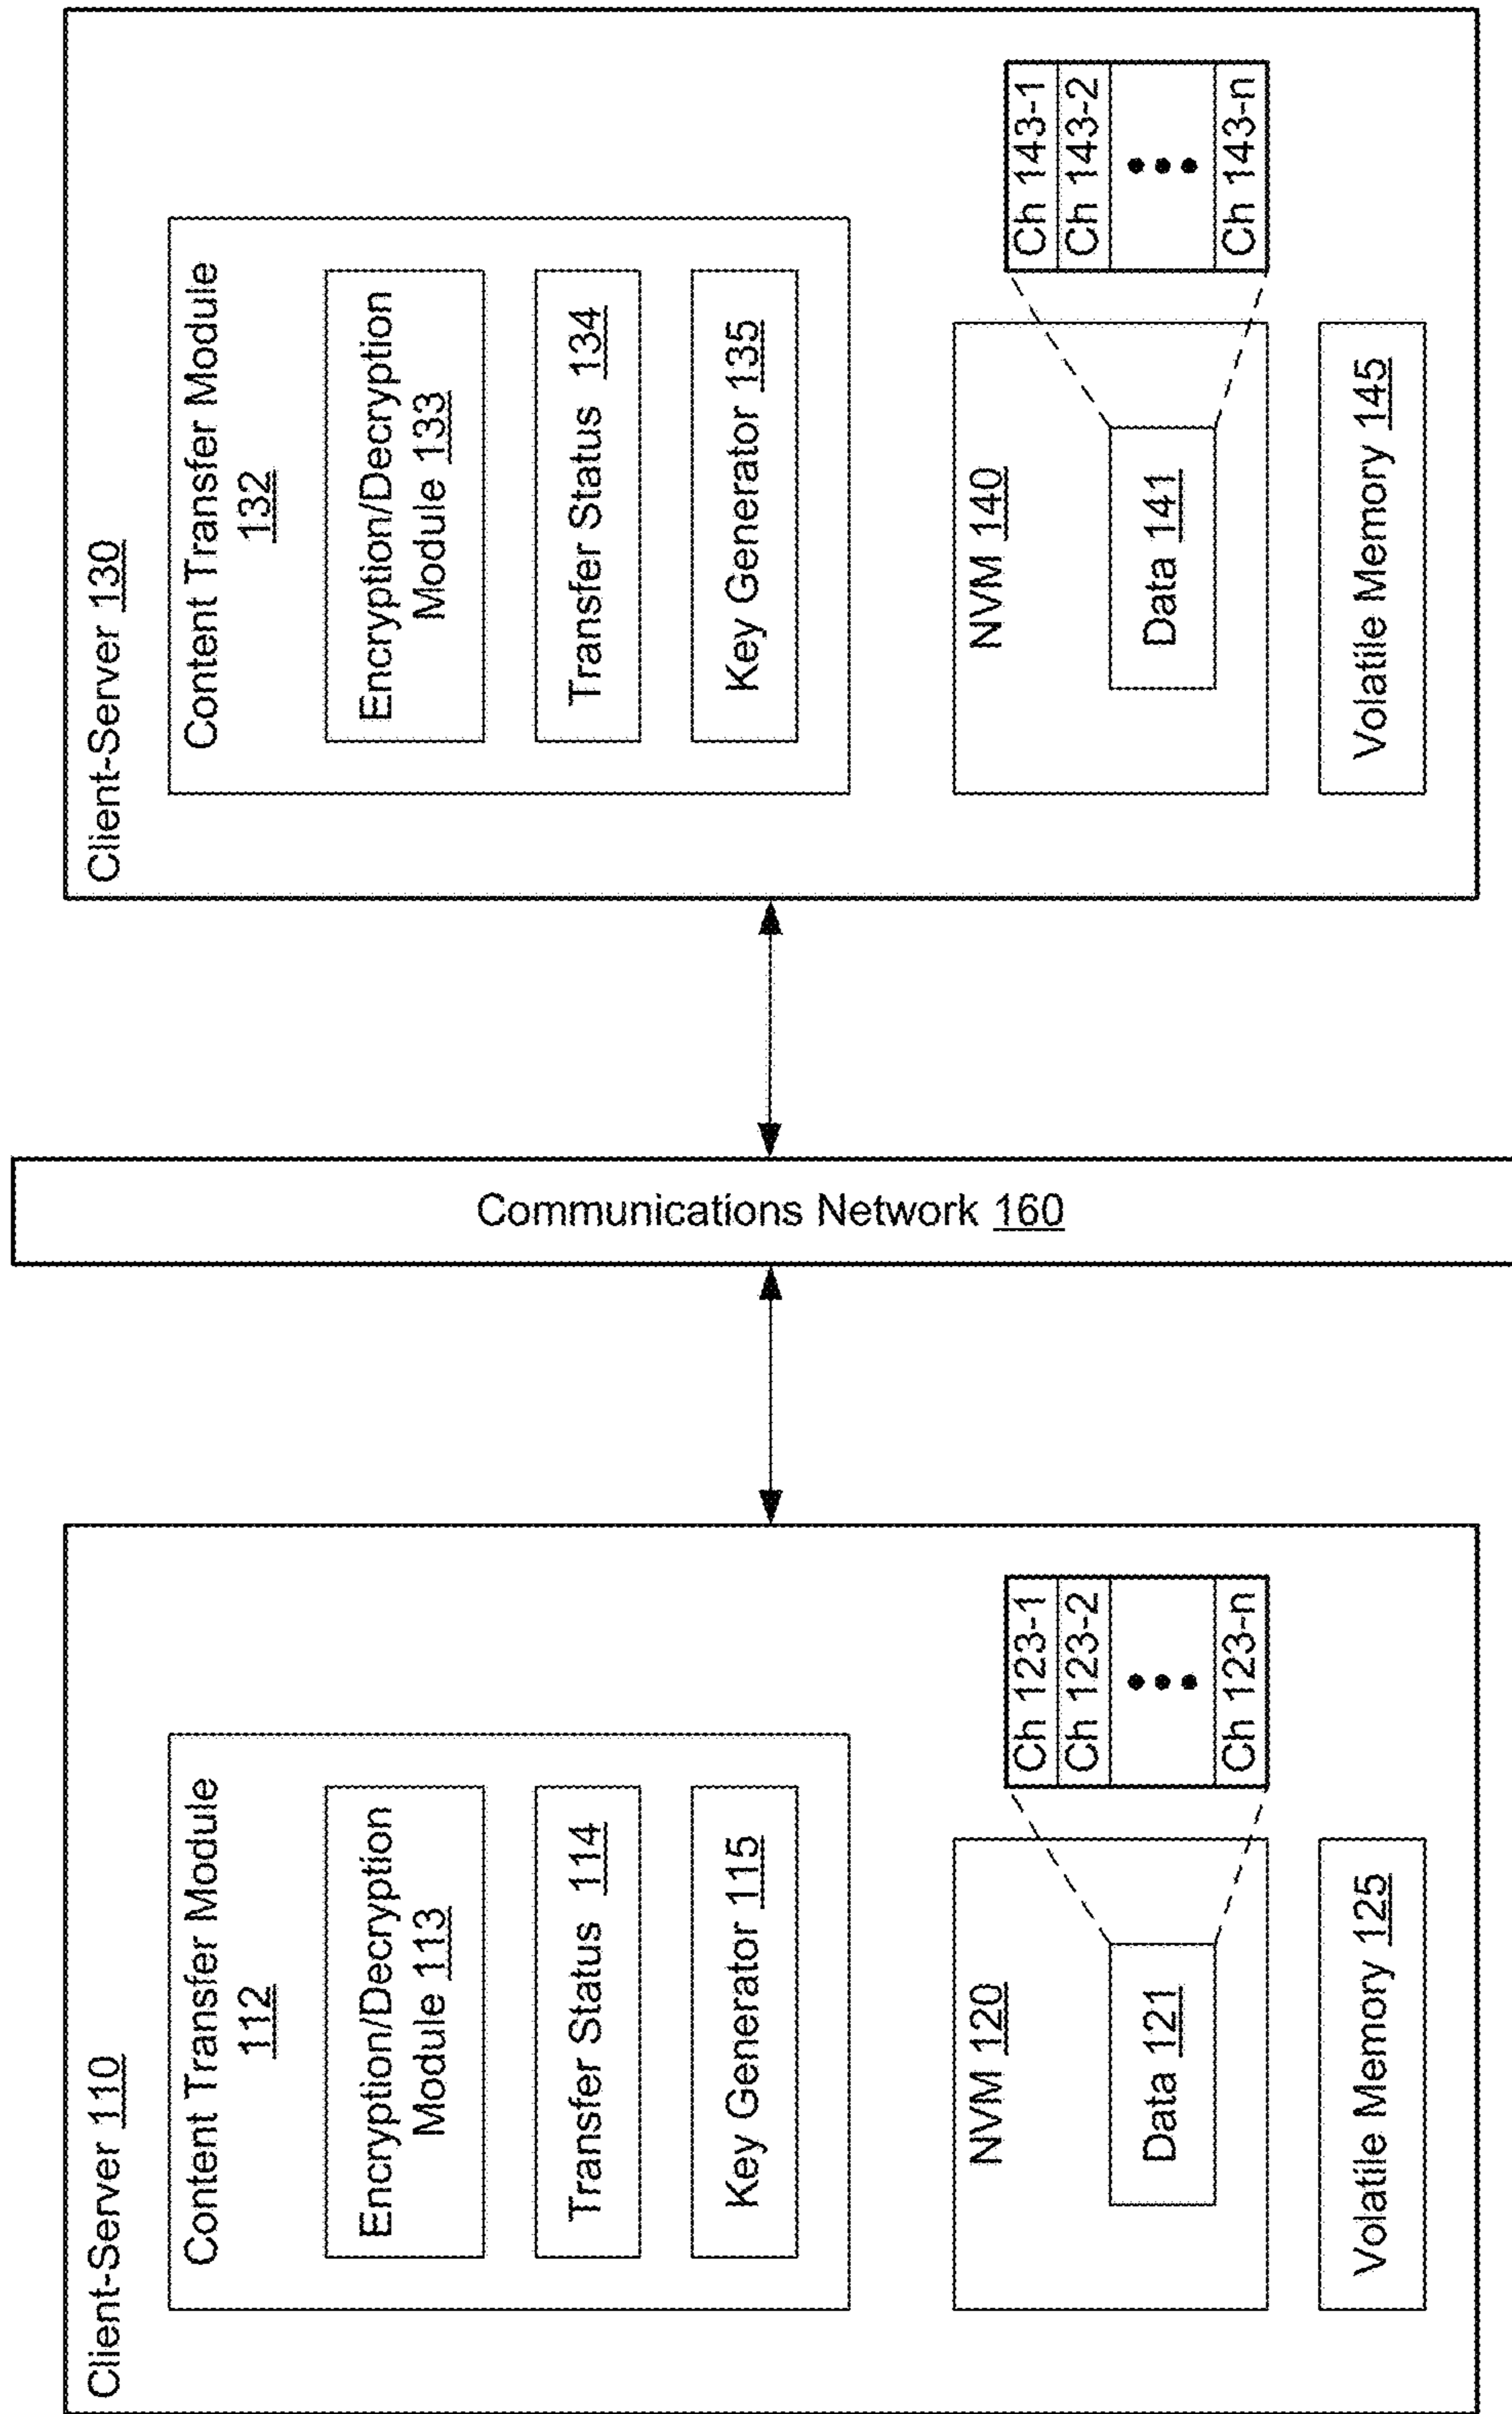 Client-Server 110
Content Transfer Module
112
Encryption/Decryption
Module 113
Transfer Status 114
Key Generator 115
NVM 120
Data 121
Ch 123-1
Ch 123-2
Ch 123-n
Volatile Memory 125
Communications Network 160
Client-Server 130
Content Transfer Module
132
Encryption/Decryption
Module 133
Transfer Status 134
Key Generator 135
NVM 140
Data 141
Ch 143-1
Ch 143-2
Ch 143-n
Volatile Memory 145